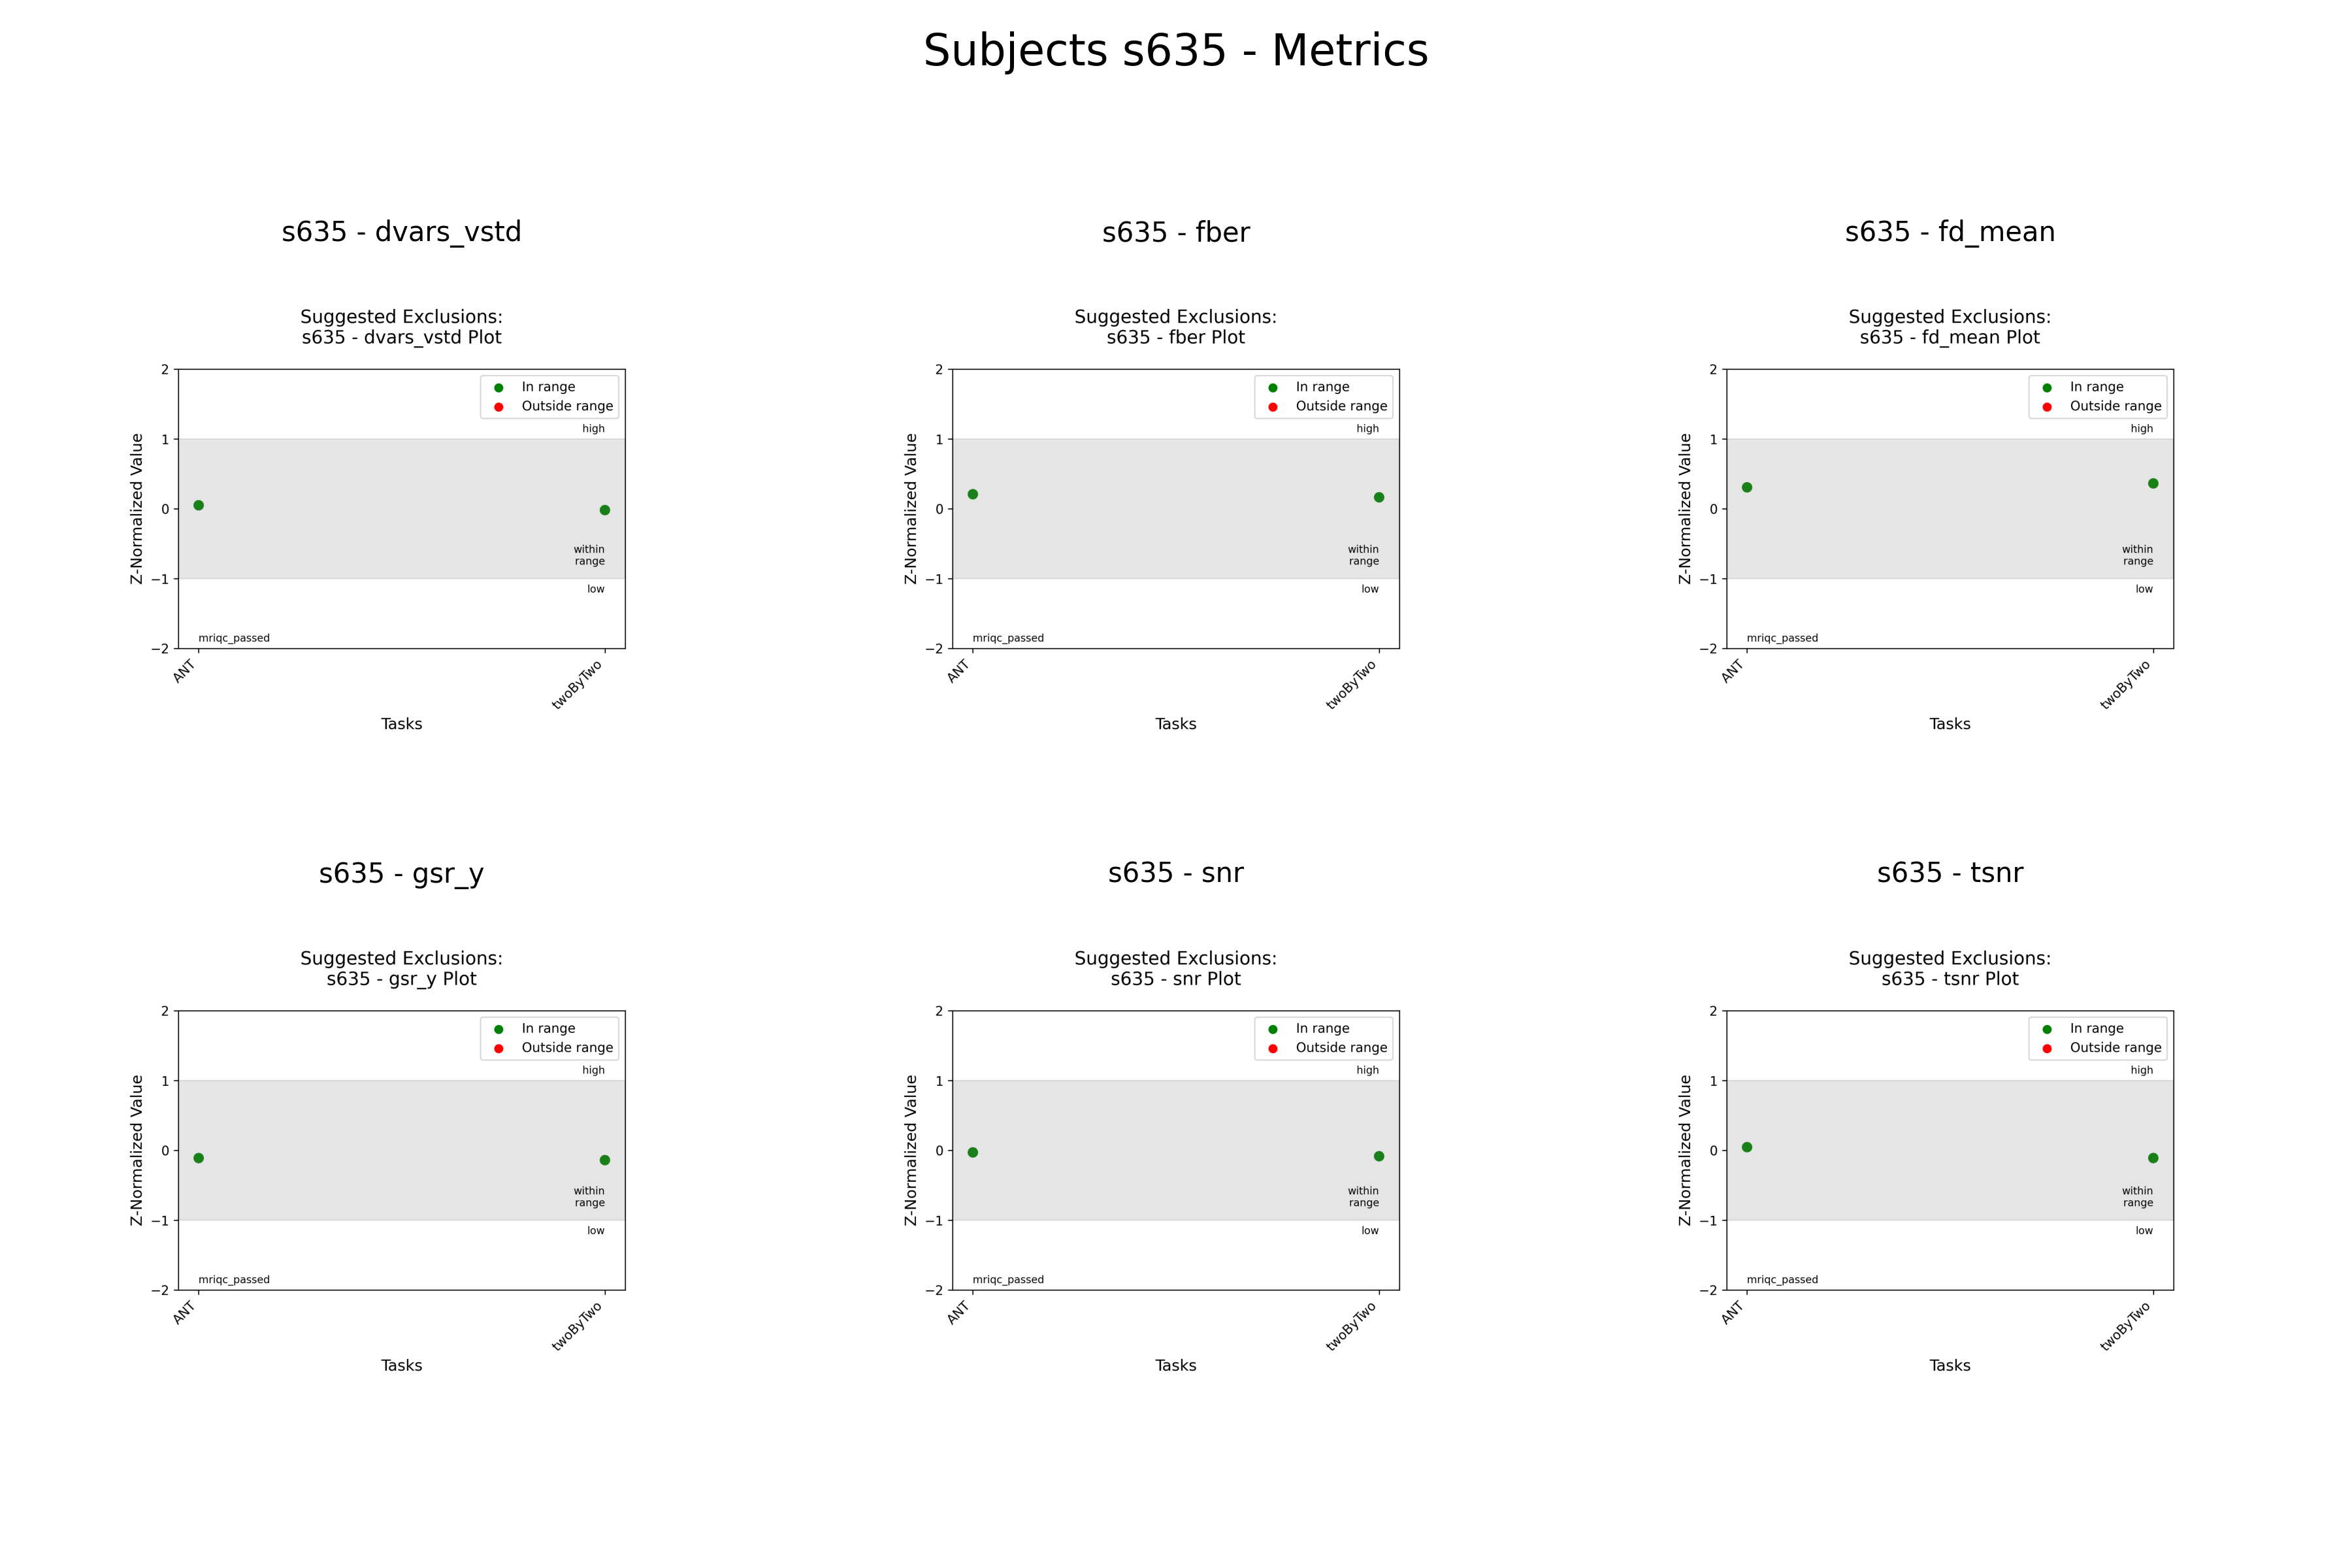 Subjects s635 - Metrics
s635 - dvars_vstd
Suggested Exclusions:
s635 - dvars_vstd Plot
Z-Normalized Value
2
1
0
−1
−2
In range
Outside range
high
within
range
low
mriqc_passed
ANT
twoByTwo
Tasks
s635 - fber
Suggested Exclusions:
s635 - fber Plot
Z-Normalized Value
2
1
0
−1
−2
In range
Outside range
high
within
range
low
mriqc_passed
ANT
twoByTwo
Tasks
s635 - fd_mean
Suggested Exclusions:
s635 - fd_mean Plot
Z-Normalized Value
2
1
0
−1
−2
In range
Outside range
high
within
range
low
mriqc_passed
ANT
twoByTwo
Tasks
s635 - gsr_y
Suggested Exclusions:
s635 - gsr_y Plot
Z-Normalized Value
2
1
0
−1
−2
In range
Outside range
high
within
range
low
mriqc_passed
ANT
twoByTwo
Tasks
s635 - snr
Suggested Exclusions:
s635 - snr Plot
Z-Normalized Value
2
1
0
−1
−2
In range
Outside range
high
within
range
low
mriqc_passed
ANT
twoByTwo
Tasks
s635 - tsnr
Suggested Exclusions:
s635 - tsnr Plot
Z-Normalized Value
2
1
0
−1
−2
In range
Outside range
high
within
range
low
mriqc_passed
ANT
twoByTwo
Tasks